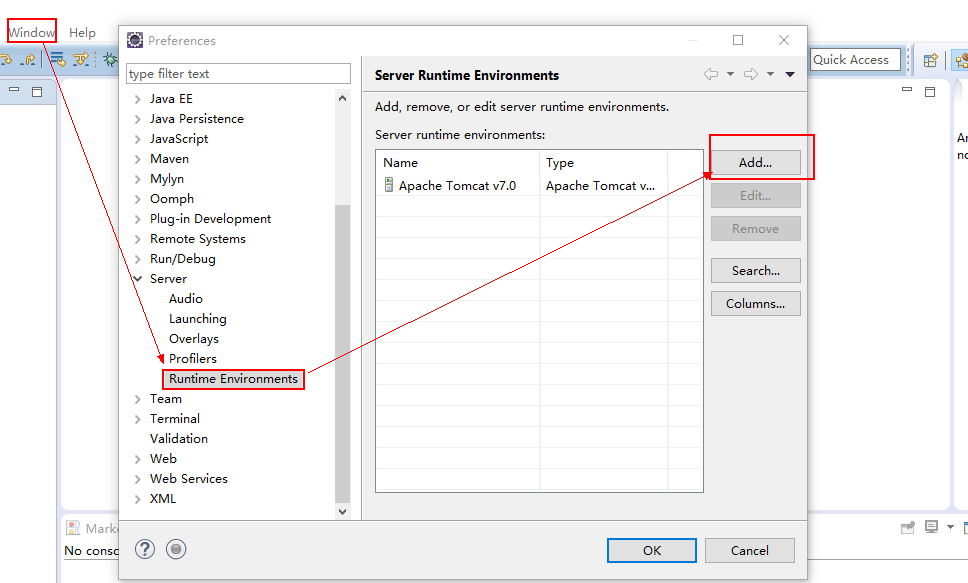 Window Help
Preferences
Quick Access
type filter text
Server Runtime Environments
Add, remove, or edit server runtime environments.
Server runtime environments:
Name Type
Apache Tomcat v7.0 Apache Tomcat v...
Add...
Edit...
Remove
Search...
Columns...
Java EE
Java Persistence
JavaScript
Maven
Mylyn
Oomph
Plug-in Development
Remote Systems
Run/Debug
Server
Audio
Launching
Overlays
Profilers
Runtime Environments
Team
Terminal
Validation
Web
Web Services
XML
OK Cancel
Marke
No conso
An
no